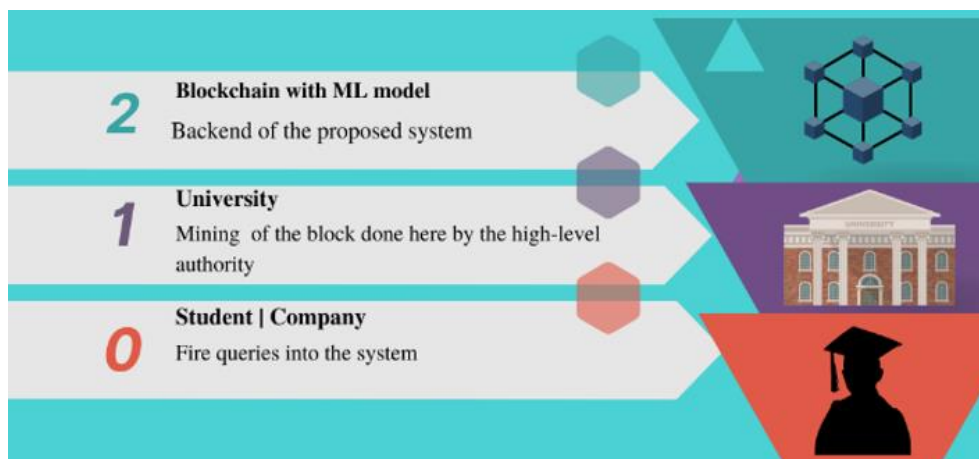 2
Blockchain with ML model
Backend of the proposed system
1
University
Mining of the block done here by the high-level
authority
UNIVERSITY
0
Student | Company
Fire queries into the system